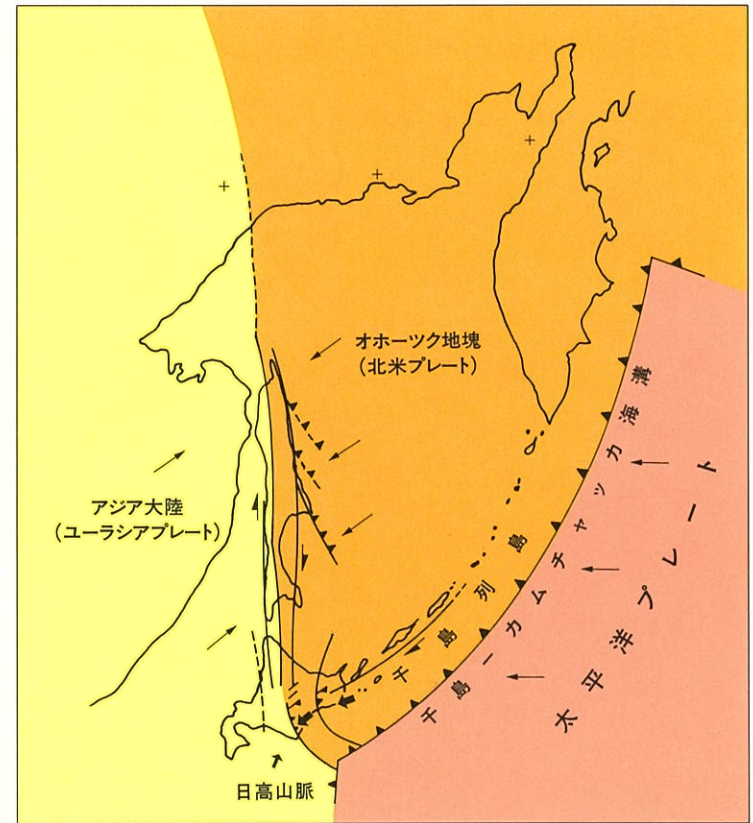 オホーツク地塊
（北米プレート）
アジア大陸
（ユーラシアプレート）
千島列島
千島ーカムチャッカ海溝
太平洋プレート
日高山脈